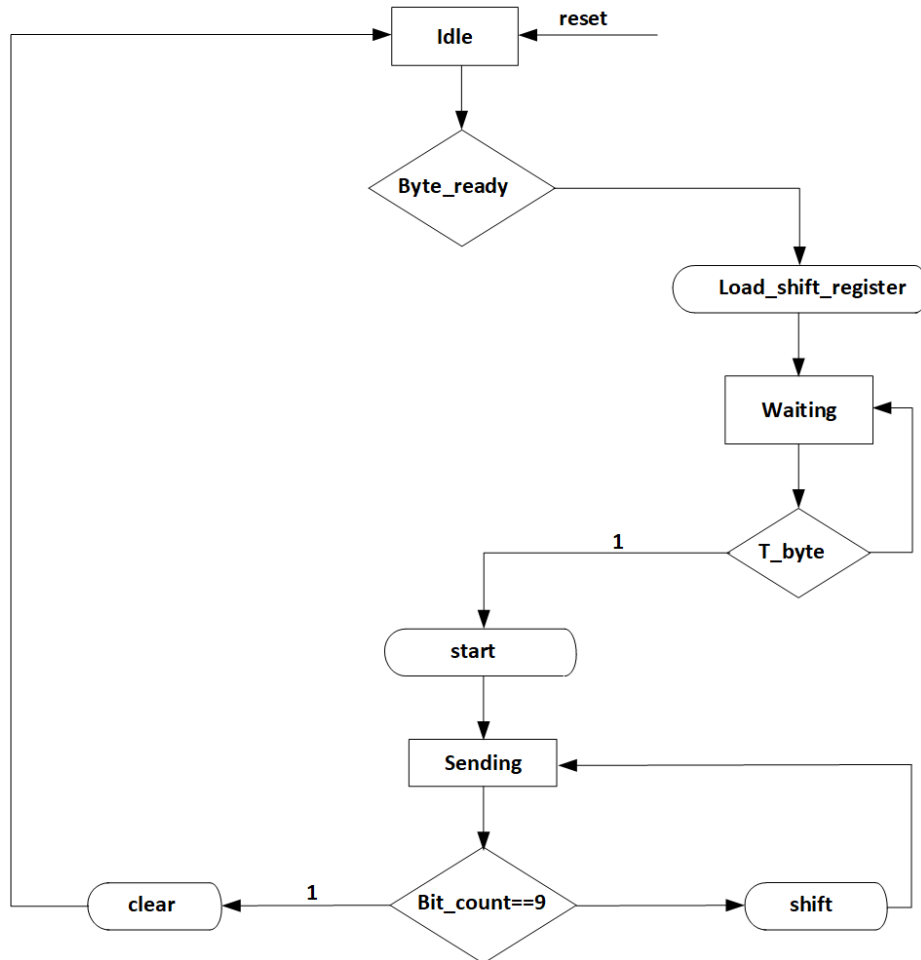 reset
Idle
Byte_ready
Load_shift_register
Waiting
T_byte
1
start
Sending
Bit_count==9
1
clear
shift